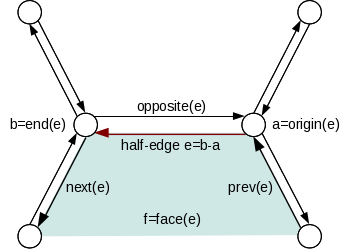 opposite(e)
b=end(e)
a=origin(e)
half-edge e=b-a
next(e)
prev(e)
f=face(e)